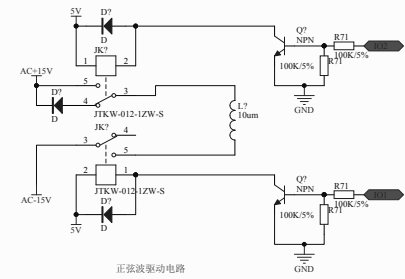 5V
D?
D
JK?
1
2
Q?
NPN
R71
100K/5%
IO2
100K/5%
R71
GND
AC+15V
5
3
4
D?
D
JTKW-012-1ZW-S
L?
10um
JK?
4
3
5
2
1
JTKW-012-1ZW-S
AC-15V
D?
D
5V
Q?
NPN
R71
100K/5%
IO1
100K/5%
R71
GND
正弦波驱动电路